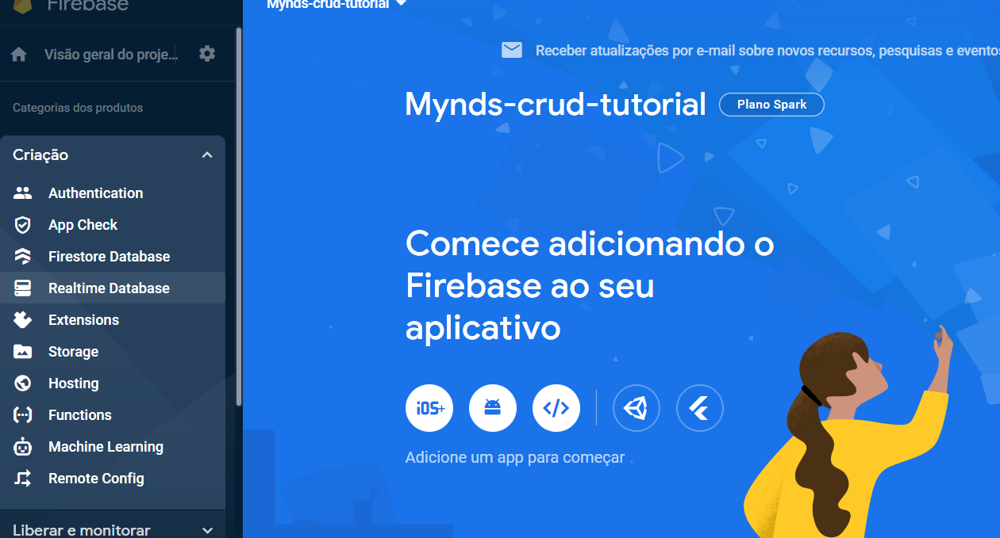 Firebase
Mynds-crud-tutorial
Visão geral do proje...
Receber atualizações por e-mail sobre novos recursos, pesquisas e eventos
Categorias dos produtos
Mynds-crud-tutorial
Plano Spark
Criação
Authentication
App Check
Firestore Database
Realtime Database
Extensions
Storage
Hosting
Functions
Machine Learning
Remote Config
Liberar e monitorar
Comece adicionando o
Firebase ao seu
aplicativo
iOS+
Adicione um app para começar